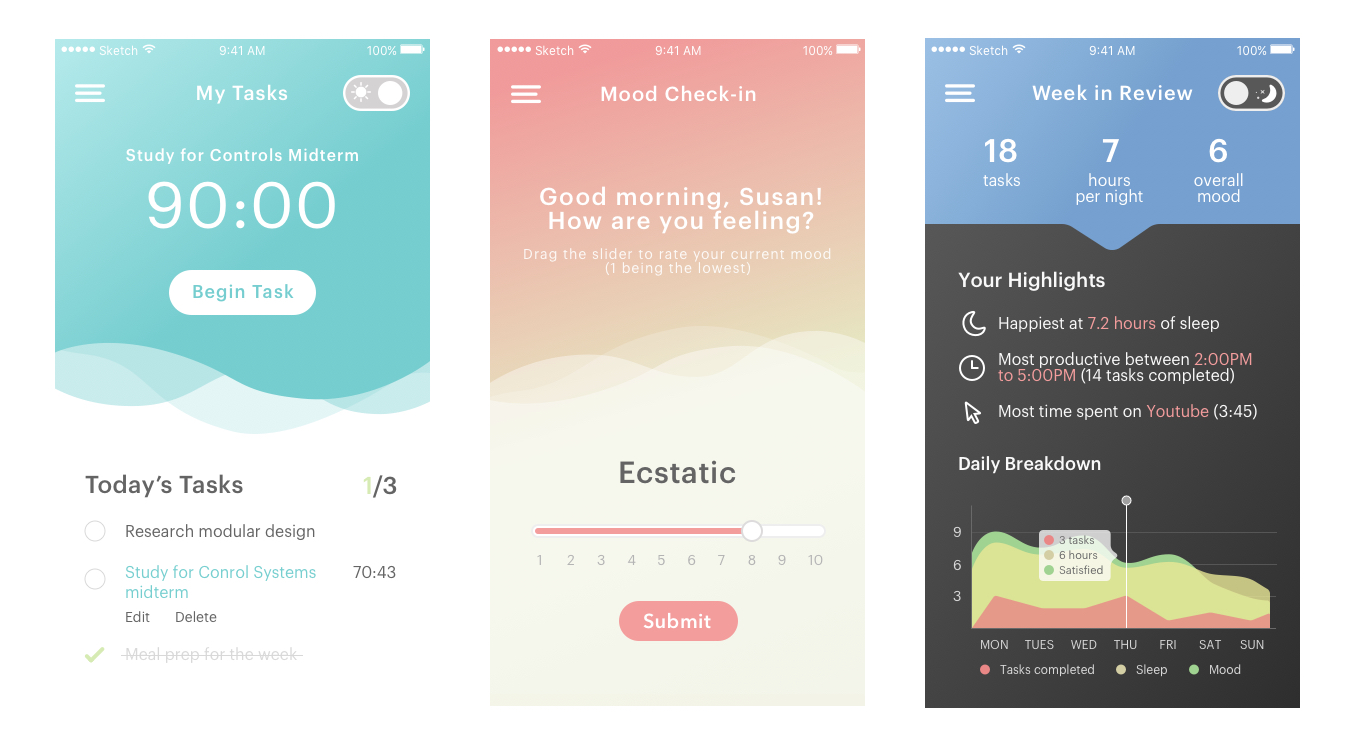 Sketch 9:41 AM 100%
My Tasks
Study for Controls Midterm
90:00
Begin Task
Today's Tasks 1/3
Research modular design
Study for Conrol Systems 70:43
midterm
Edit Delete
Meal prep for the week
Sketch 9:41 AM 100%
Mood Check-in
Good morning, Susan!
How are you feeling?
Drag the slider to rate your current mood
(1 being the lowest)
Ecstatic
1 2 3 4 5 6 7 8 9 10
Submit
Sketch 9:41 AM 100%
Week in Review
18 7 6
tasks hours overall
per night mood
Your Highlights
Happiest at 7.2 hours of sleep
Most productive between 2:00PM
to 5:00PM (14 tasks completed)
Most time spent on Youtube (3:45)
Daily Breakdown
9
3 tasks
6 hours
6
Satisfied
3
MON TUES WED THU FRI SAT SUN
Tasks completed Sleep Mood